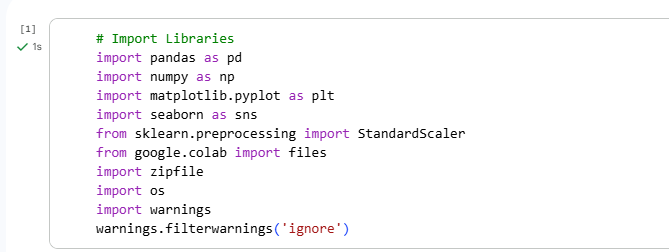 [1]
1s
# Import Libraries
import pandas as pd
import numpy as np
import matplotlib.pyplot as plt
import seaborn as sns
from sklearn.preprocessing import StandardScaler
from google.colab import files
import zipfile
import os
import warnings
warnings.filterwarnings('ignore')